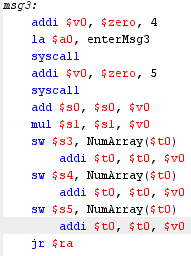 msg3:
addi $v0, $zero, 4
la $a0, enterMsg3
syscall
addi $v0, $zero, 5
syscall
add $s0, $s0, $v0
mul $s1, $s1, $v0
sw $s3, NumArray($t0)
addi $t0, $t0, $v0
sw $s4, NumArray($t0)
addi $t0, $t0, $v0
sw $s5, NumArray($t0)
addi $t0, $t0, $v0
jr $ra